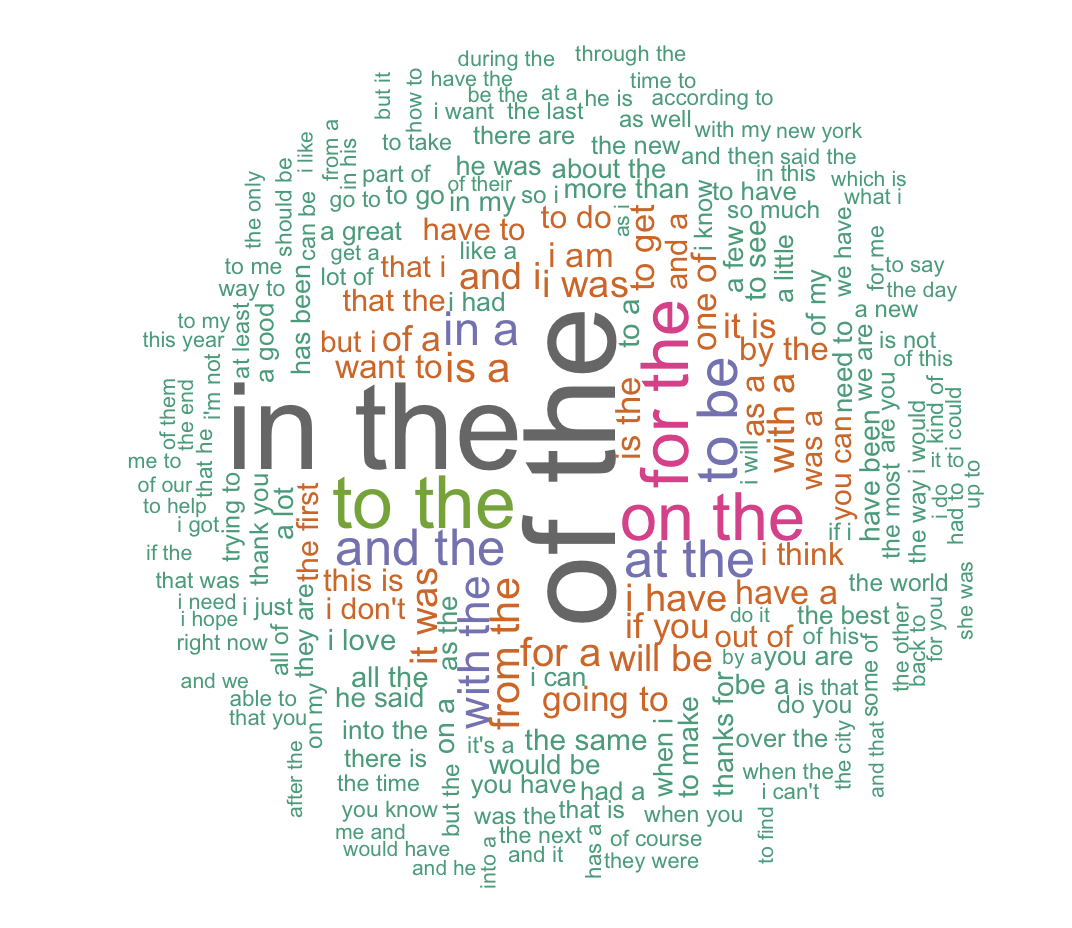 during the
through the
but it
how to
have the
time to
be the
at a
he is
according to
i want
the last
as well
with my
new york
to take
there are
the new
and then
said the
i like
from a
in his
he was
about the
in this
which is
the only
should be
can be
part of
of their
so i
more than
to have
what i
go to
to go
in my
as i
i know
so much
a great
have to
to do
to get
and a
a few
to see
a little
we have
for me
get a
like a
i am
one of
to say
to me
lot of
that i
and i
i was
of my
the day
way to
that the
i had
to a
for the
it is
a new
to my
this year
at least
a good
has been
but i
of a
in a
by the
need to
we are
is not
of this
want to
is a
of the
is the
to be
as a
with a
was a
you can
of them
the end
i'm not
in the
i will
have been
are you
the most
i would
kind of
i could
me to
that he
of our
to help
i got
trying to
thank you
a lot
the first
to the
on the
if i
the way
it to
i do
had to
up to
if the
and the
at the
i think
that was
this is
i have
have a
the world
i need
i hope
i just
they are
i don't
it was
as the
with the
from the
if you
do it
the best
she was
right now
all of
i love
for a
will be
out of
of his
some of
the other
back to
for you
and we
all the
i can
by a
you are
able to
that you
on my
he said
going to
be a
is that
do you
into the
on a
it's a
the same
when i
to make
thanks for
over the
the city
and that
after the
there is
would be
when the
the time
but the
you have
had a
i can't
you know
was the
that is
when you
me and
the next
of course
to find
would have
and it
has a
they were
and he
into a